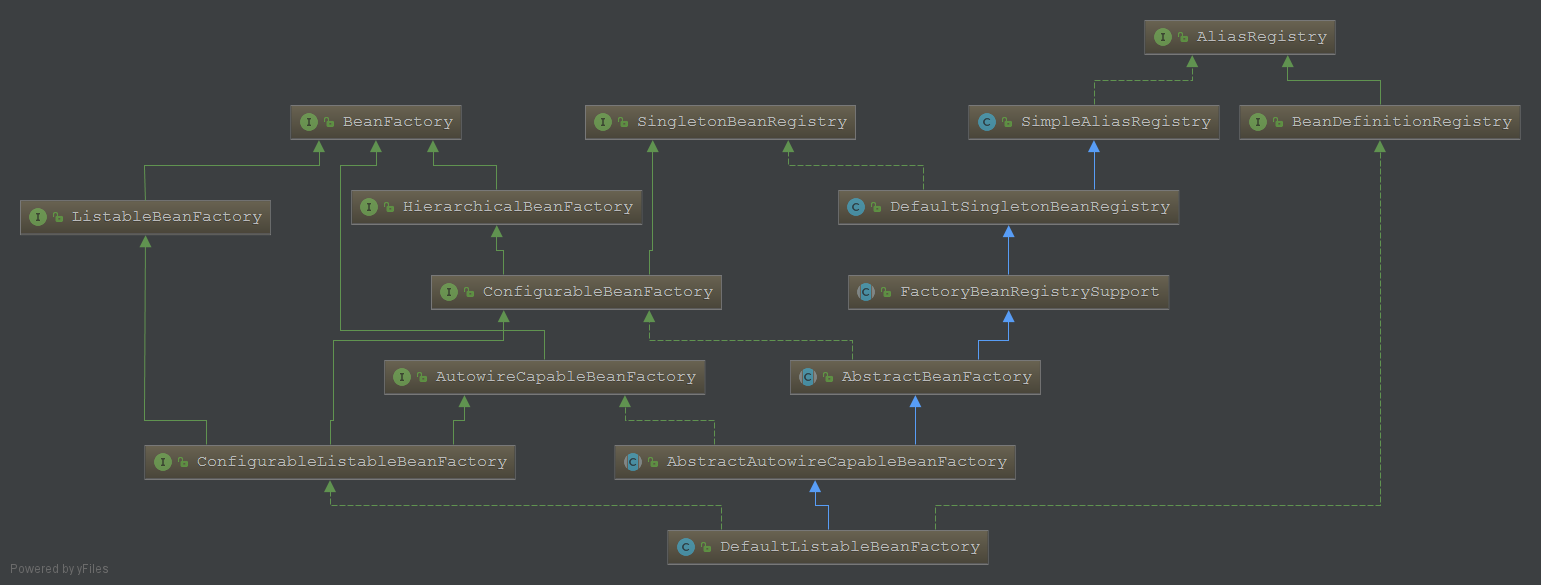 AliasRegistry
BeanFactory
SingletonBeanRegistry
SimpleAliasRegistry
BeanDefinitionRegistry
ListableBeanFactory
HierarchicalBeanFactory
DefaultSingletonBeanRegistry
ConfigurableBeanFactory
FactoryBeanRegistrySupport
AutowireCapableBeanFactory
AbstractBeanFactory
ConfigurableListableBeanFactory
AbstractAutowireCapableBeanFactory
DefaultListableBeanFactory
Powered by yFiles